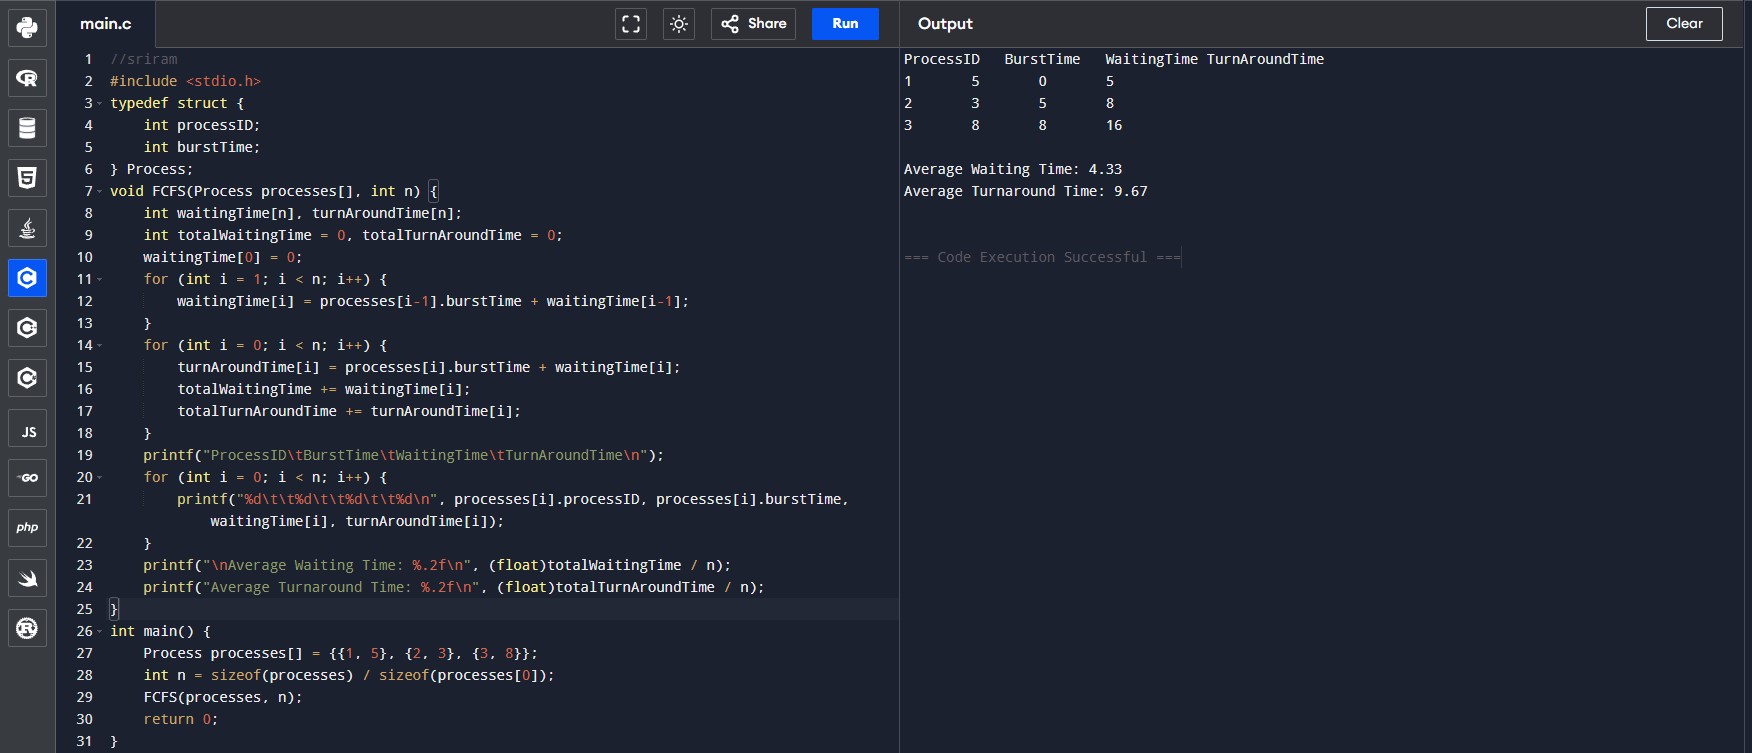 main.c
Share
Run
Output
Clear
1 //sriram
2 #include <stdio.h>
3 typedef struct {
4     int processID;
5     int burstTime;
6 } Process;
7 void FCFS(Process processes[], int n) {
8     int waitingTime[n], turnAroundTime[n];
9     int totalWaitingTime = 0, totalTurnAroundTime = 0;
10     waitingTime[0] = 0;
11     for (int i = 1; i < n; i++) {
12         waitingTime[i] = processes[i-1].burstTime + waitingTime[i-1];
13     }
14     for (int i = 0; i < n; i++) {
15         turnAroundTime[i] = processes[i].burstTime + waitingTime[i];
16         totalWaitingTime += waitingTime[i];
17         totalTurnAroundTime += turnAroundTime[i];
18     }
19     printf("ProcessID\tBurstTime\tWaitingTime\tTurnAroundTime\n");
20     for (int i = 0; i < n; i++) {
21         printf("%d\t\t%d\t\t%d\t\t%d\n", processes[i].processID, processes[i].burstTime,
            waitingTime[i], turnAroundTime[i]);
22     }
23     printf("\nAverage Waiting Time: %.2f\n", (float)totalWaitingTime / n);
24     printf("Average Turnaround Time: %.2f\n", (float)totalTurnAroundTime / n);
25 }
26 int main() {
27     Process processes[] = {{1, 5}, {2, 3}, {3, 8}};
28     int n = sizeof(processes) / sizeof(processes[0]);
29     FCFS(processes, n);
30     return 0;
31 }
ProcessID   BurstTime   WaitingTime TurnAroundTime
1       5       0       5
2       3       5       8
3       8       8       16
Average Waiting Time: 4.33
Average Turnaround Time: 9.67
=== Code Execution Successful ===
R
5
C
C
C
JS
GO
php
R